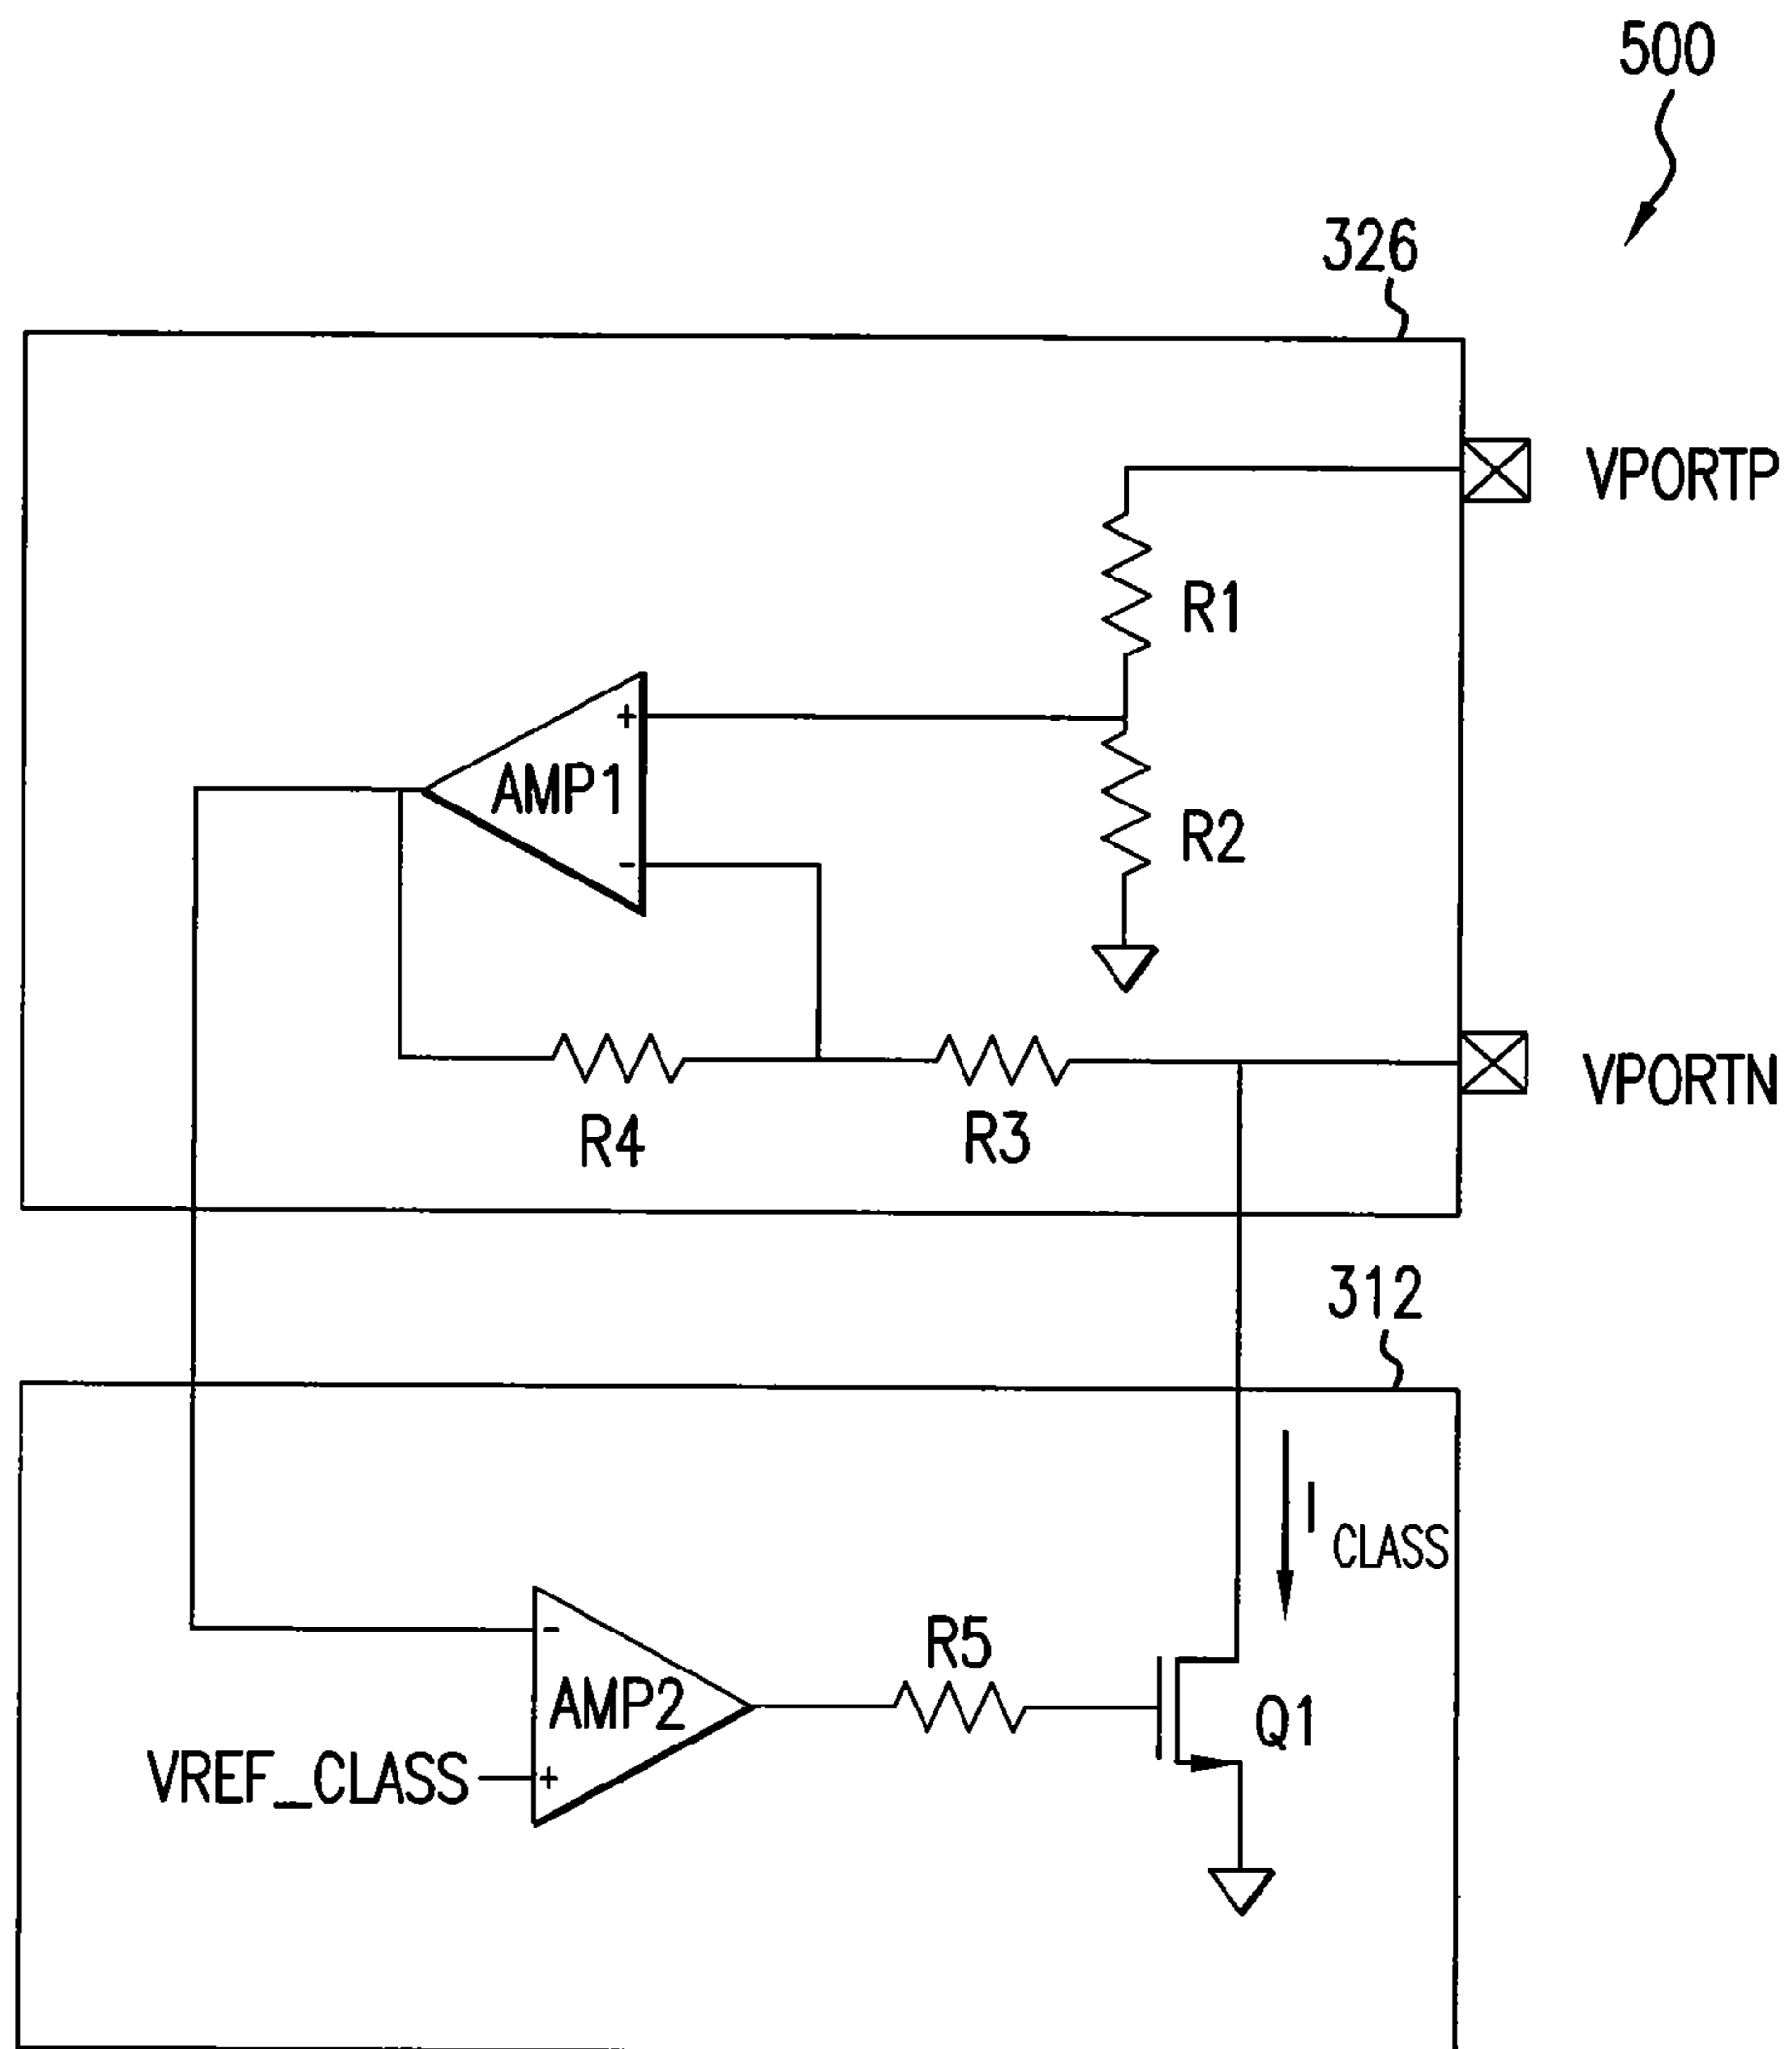 500
326
VPORTP
R1
+
AMP1
R2
-
VPORTN
R4
R3
312
I CLASS
-
R5
AMP2
Q1
VREF_CLASS
+